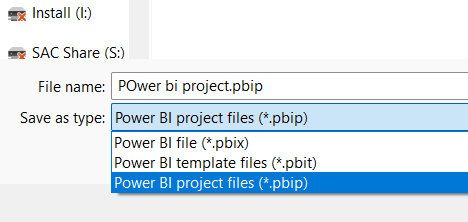 Install (I:)
SAC Share (S:)
File name: POwer bi project.pbip
Save as type: Power BI project files (*.pbip)
Power BI file (*.pbix)
Power BI template files (*.pbit)
Power BI project files (*.pbip)